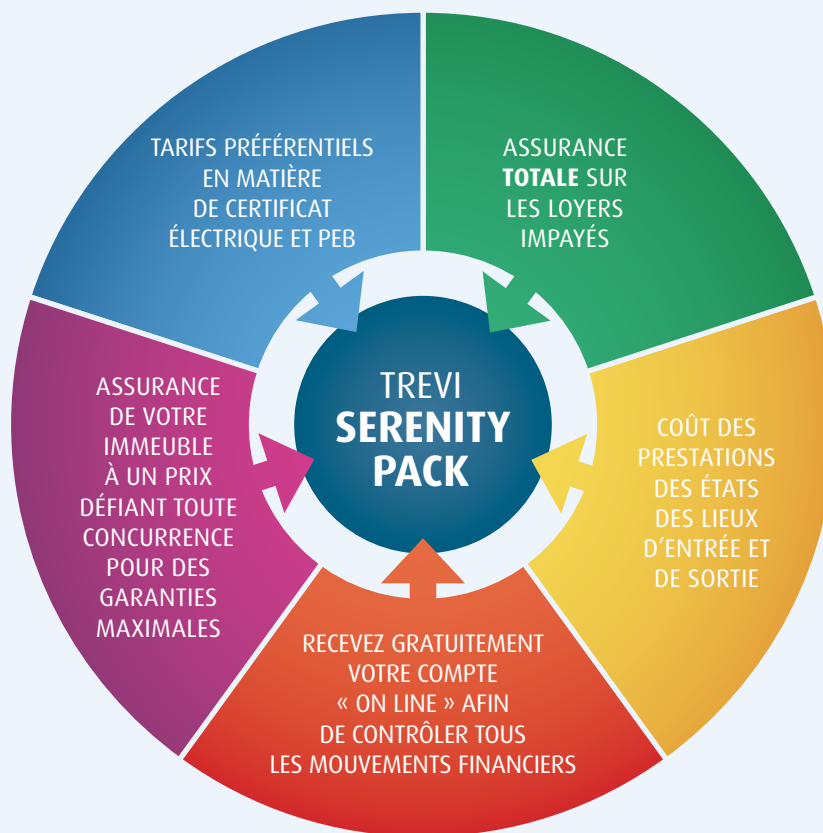 TARIFS PRÉFÉRENTIELS
EN MATIÈRE
DE CERTIFICAT
ÉLECTRIQUE ET PEB
ASSURANCE
TOTALE SUR
LES LOYERS
IMPAYÉS
COÛT DES
PRESTATIONS
DES ÉTATS
DES LIEUX
D’ENTRÉE ET
DE SORTIE
RECEVEZ GRATUITEMENT
VOTRE COMPTE
« ON LINE » AFIN
DE CONTRÔLER TOUS
LES MOUVEMENTS FINANCIERS
ASSURANCE
DE VOTRE
IMMEUBLE
À UN PRIX
DÉFIANT TOUTE
CONCURRENCE
POUR DES
GARANTIES
MAXIMALES
TREVI
SERENITY
PACK